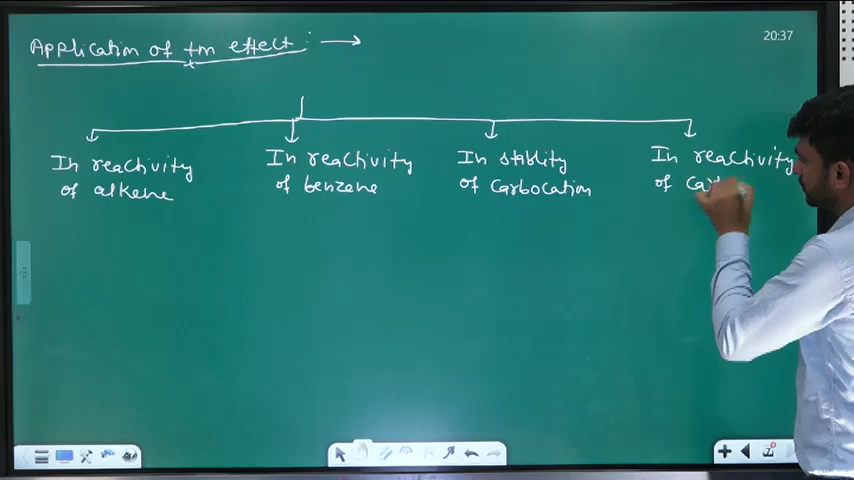 Application of +m effect : →
20:37
In reactivity
of alkene
In reactivity
of benzene
In stiblity
of carbocation
In reactivity
of